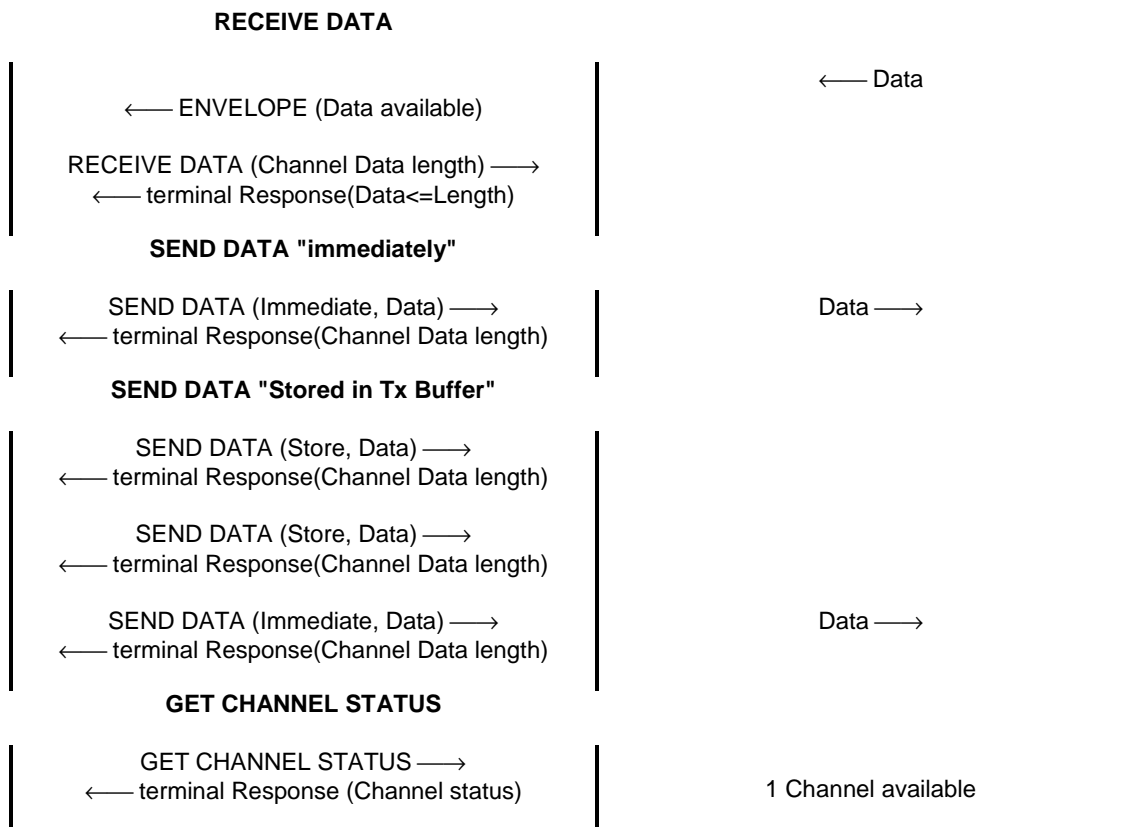 RECEIVE DATA
⟵ Data
⟵ ENVELOPE (Data available)
RECEIVE DATA (Channel Data length) ⟶
⟵ terminal Response(Data<=Length)
SEND DATA "immediately"
SEND DATA (Immediate, Data) ⟶ Data ⟶
⟵ terminal Response(Channel Data length)
SEND DATA "Stored in Tx Buffer"
SEND DATA (Store, Data) ⟶
⟵ terminal Response(Channel Data length)
SEND DATA (Store, Data) ⟶
⟵ terminal Response(Channel Data length)
SEND DATA (Immediate, Data) ⟶ Data ⟶
⟵ terminal Response(Channel Data length)
GET CHANNEL STATUS
GET CHANNEL STATUS ⟶
⟵ terminal Response (Channel status) 1 Channel available